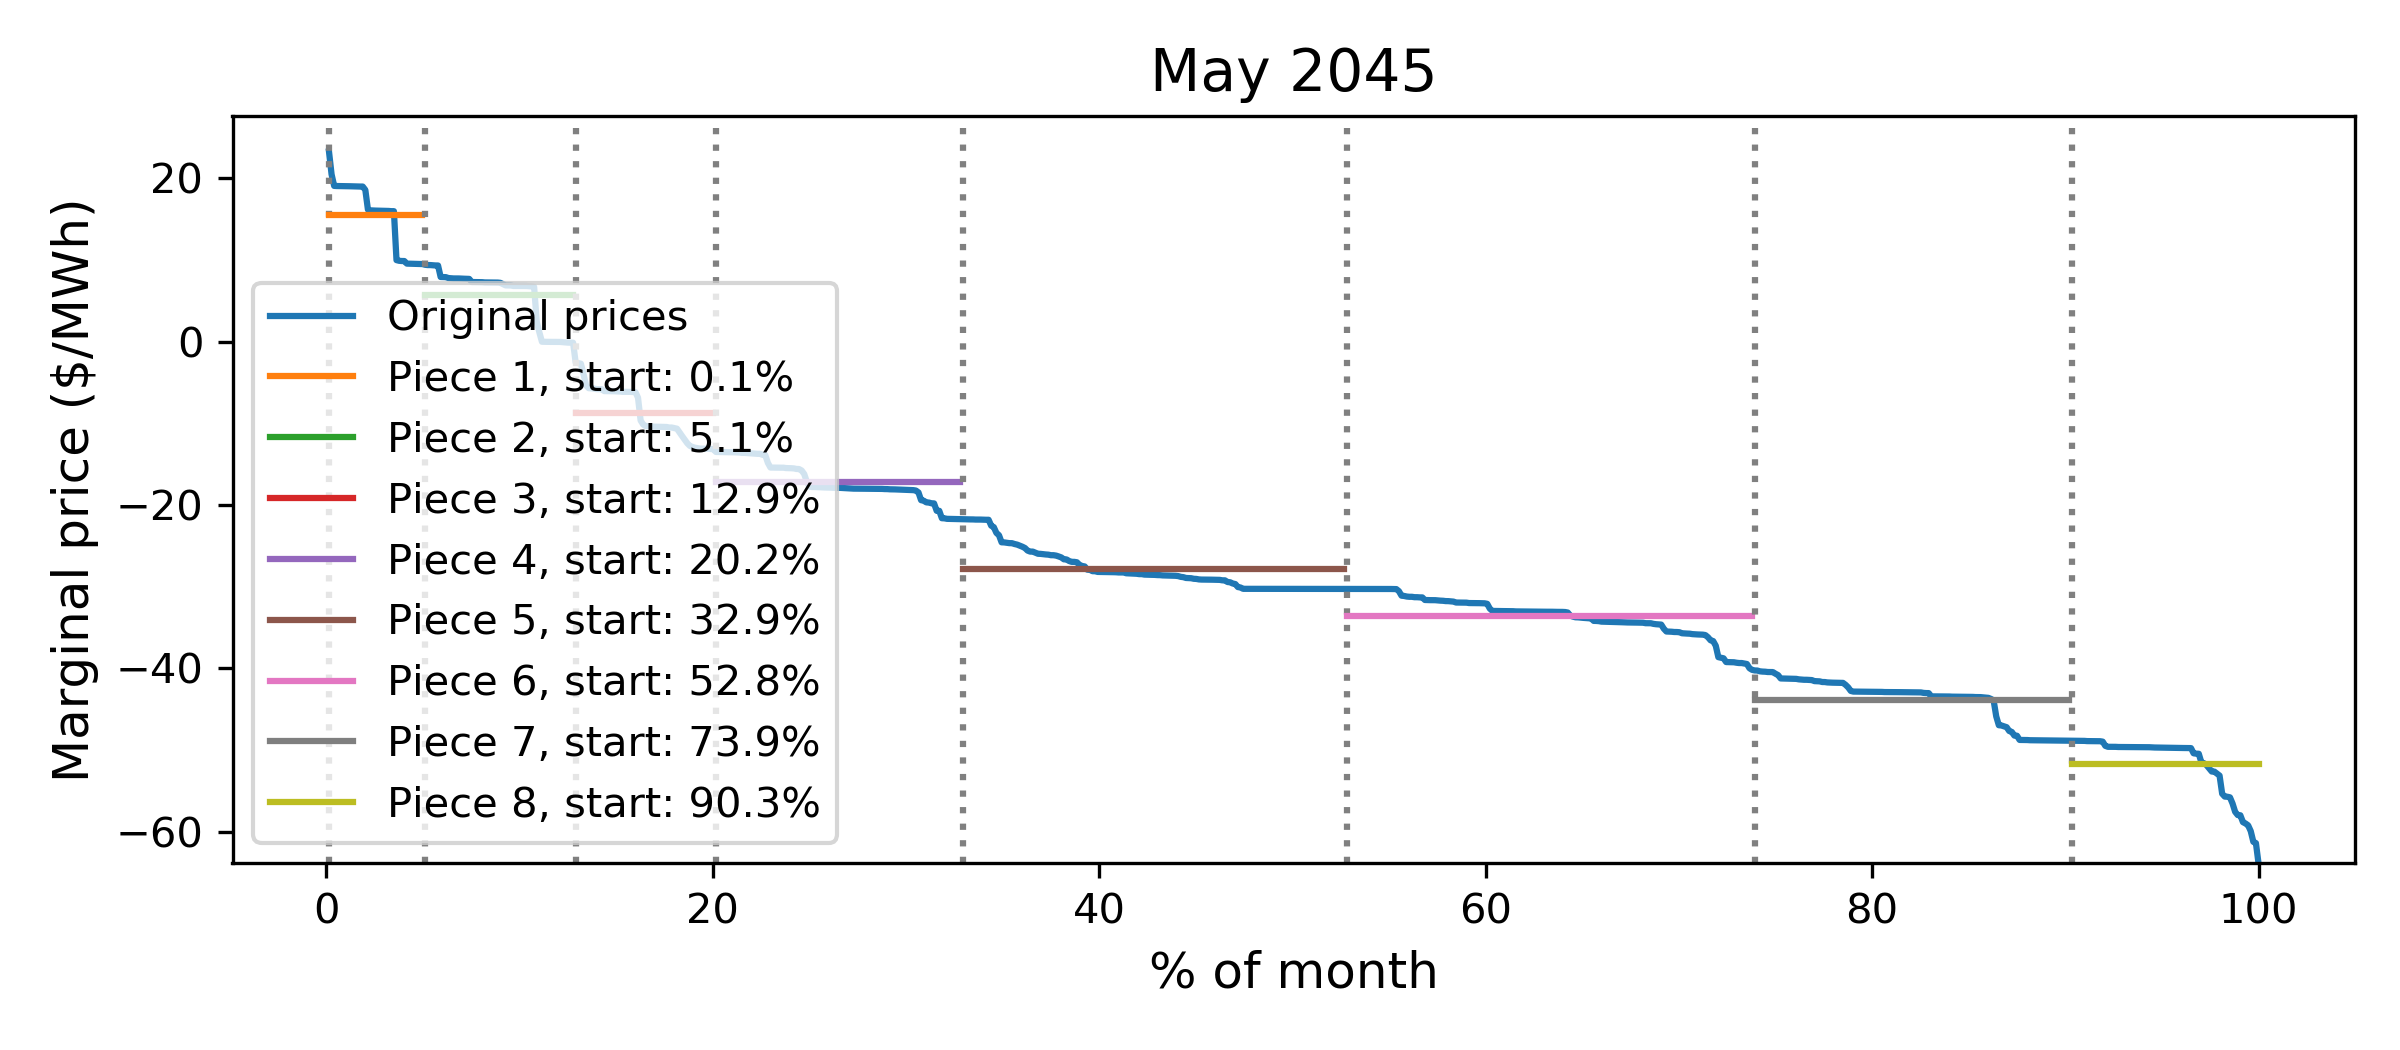 May 2045
Marginal price ($/MWh)
20
0
−20
−40
−60
Original prices
Piece 1, start: 0.1%
Piece 2, start: 5.1%
Piece 3, start: 12.9%
Piece 4, start: 20.2%
Piece 5, start: 32.9%
Piece 6, start: 52.8%
Piece 7, start: 73.9%
Piece 8, start: 90.3%
0 20 40 60 80 100
% of month